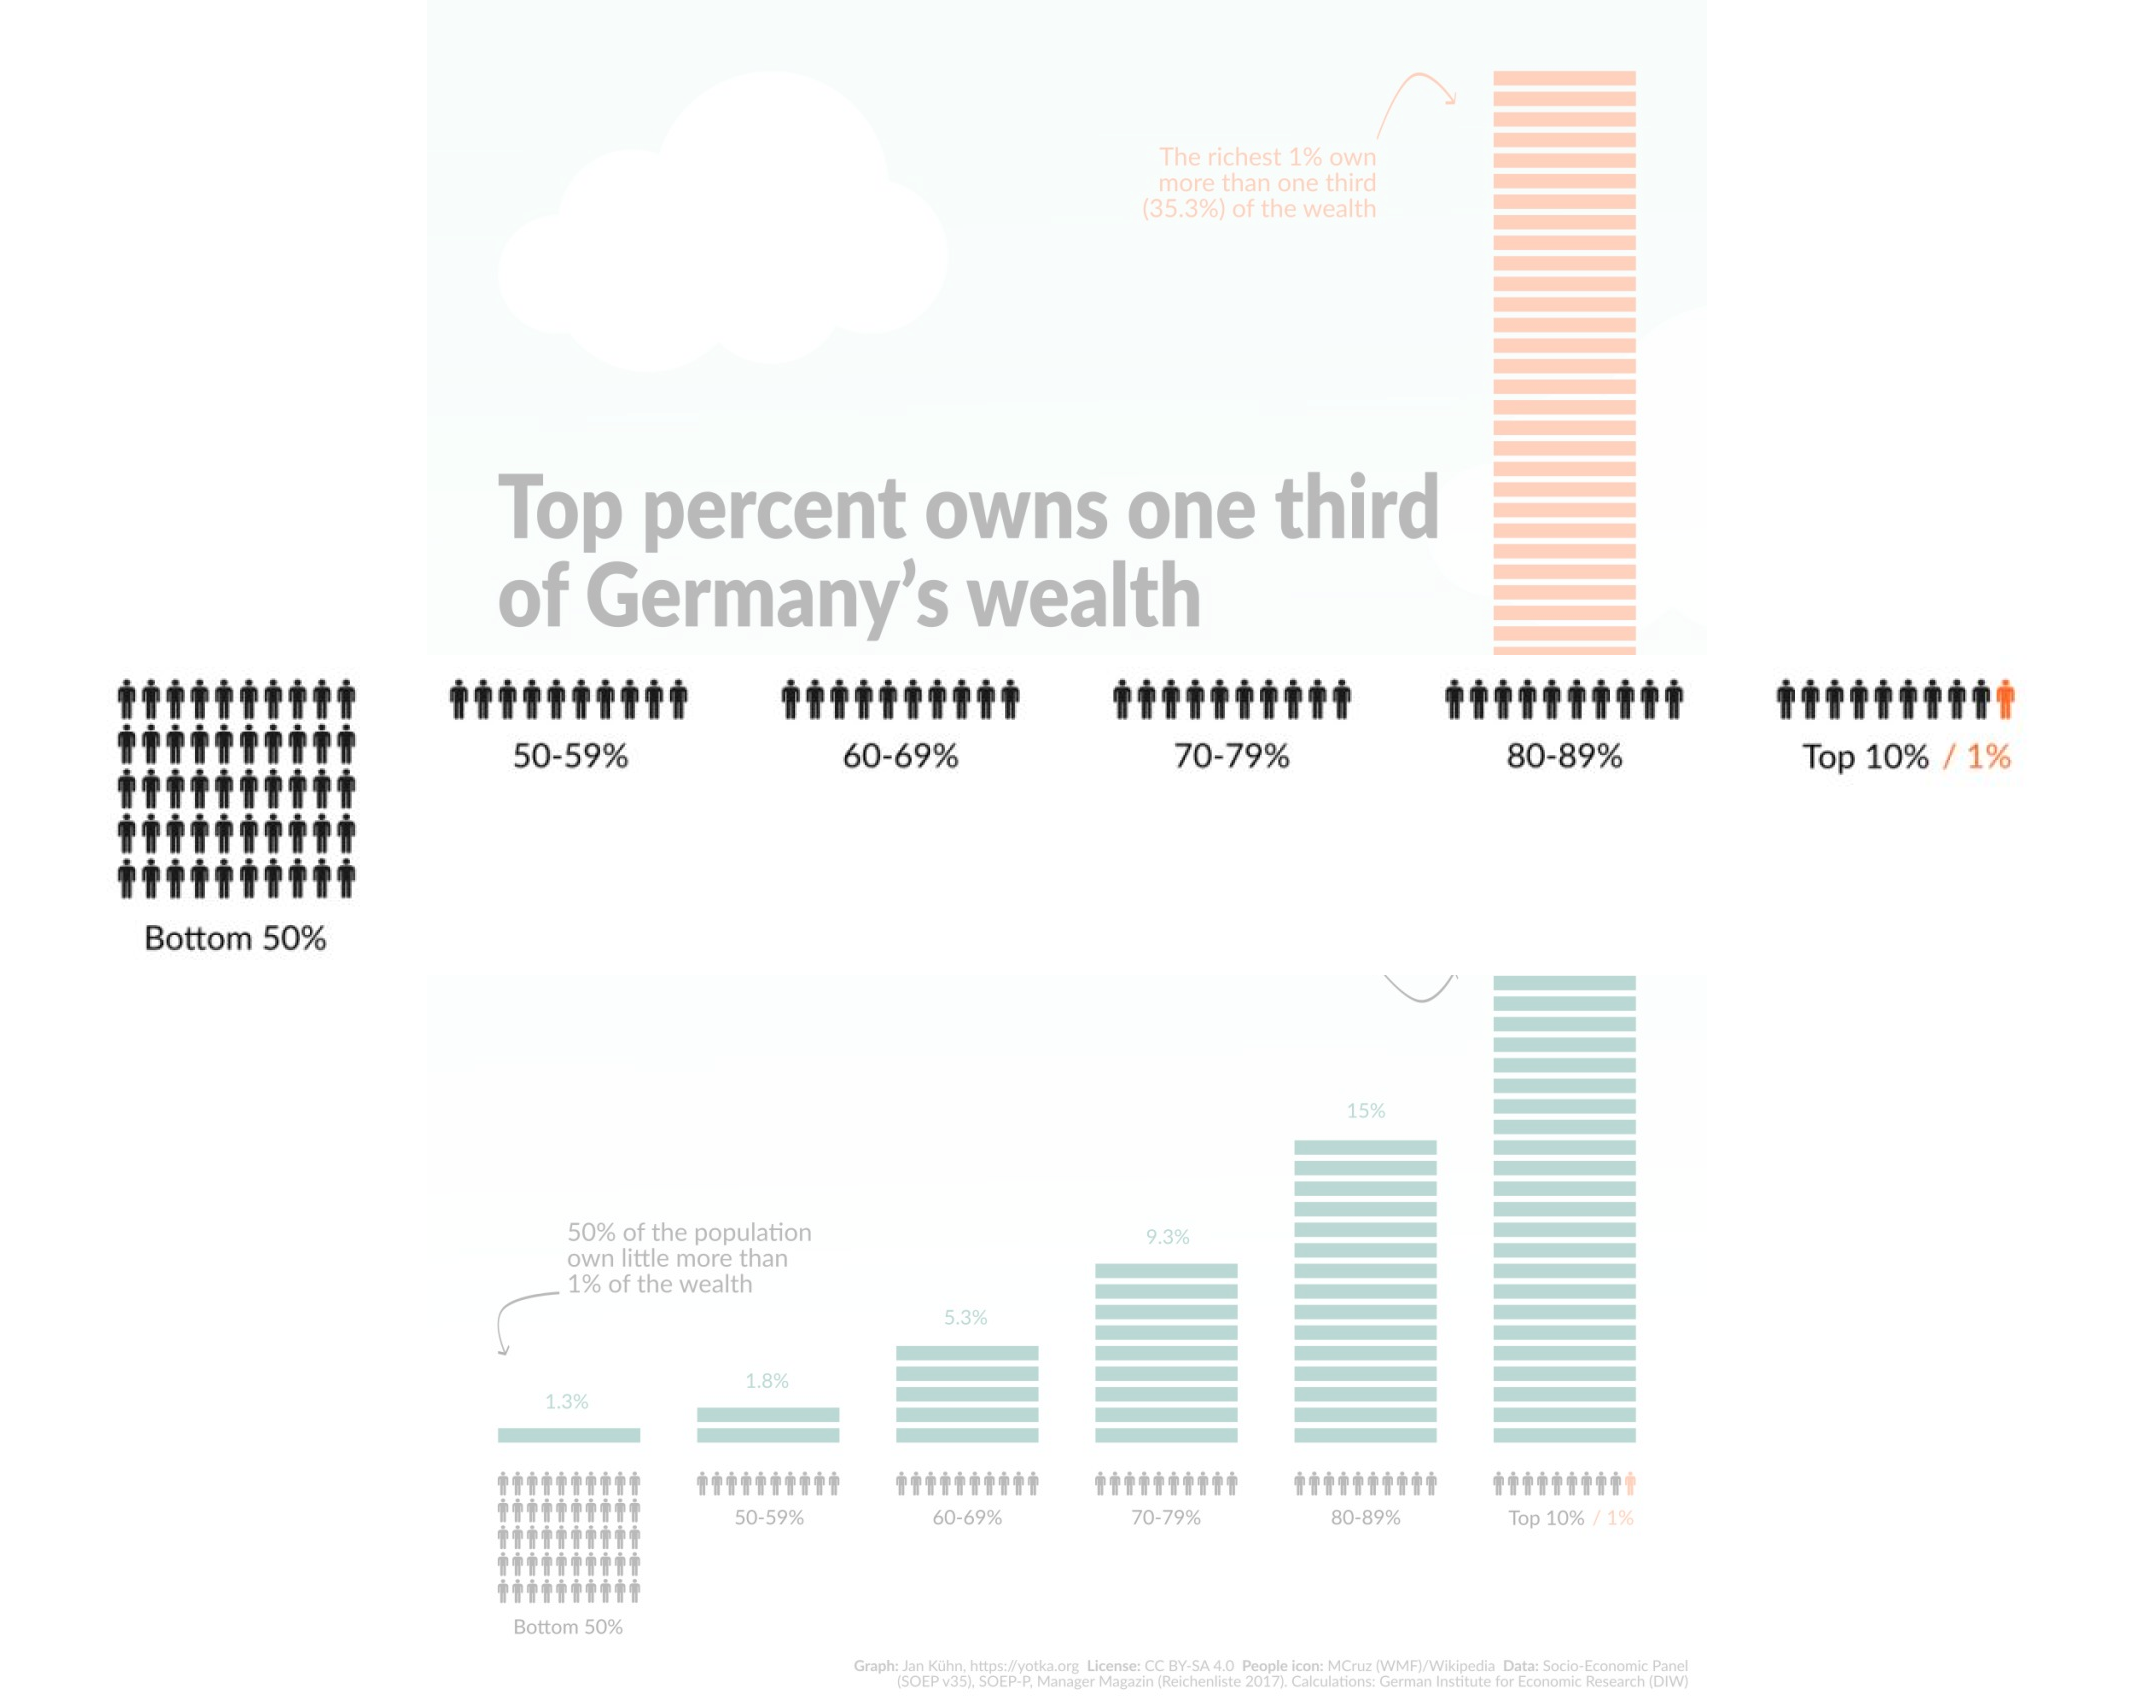 The richest 1% own
more than one third
(35.3%) of the wealth
Top percent owns one third
of Germany’s wealth
50-59%
60-69%
70-79%
80-89%
Top 10% / 1%
Bottom 50%
15%
50% of the population
own little more than
1% of the wealth
9.3%
5.3%
1.8%
1.3%
50-59%
60-69%
70-79%
80-89%
Top 10% / 1%
Bottom 50%
Graph: Jan Kühn, https://yotka.org License: CC BY-SA 4.0 People icon: MCruz (WMF)/Wikipedia Data: Socio-Economic Panel
(SOEP v35), SOEP-P, Manager Magazin (Reichenliste 2017). Calculations: German Institute for Economic Research (DIW)